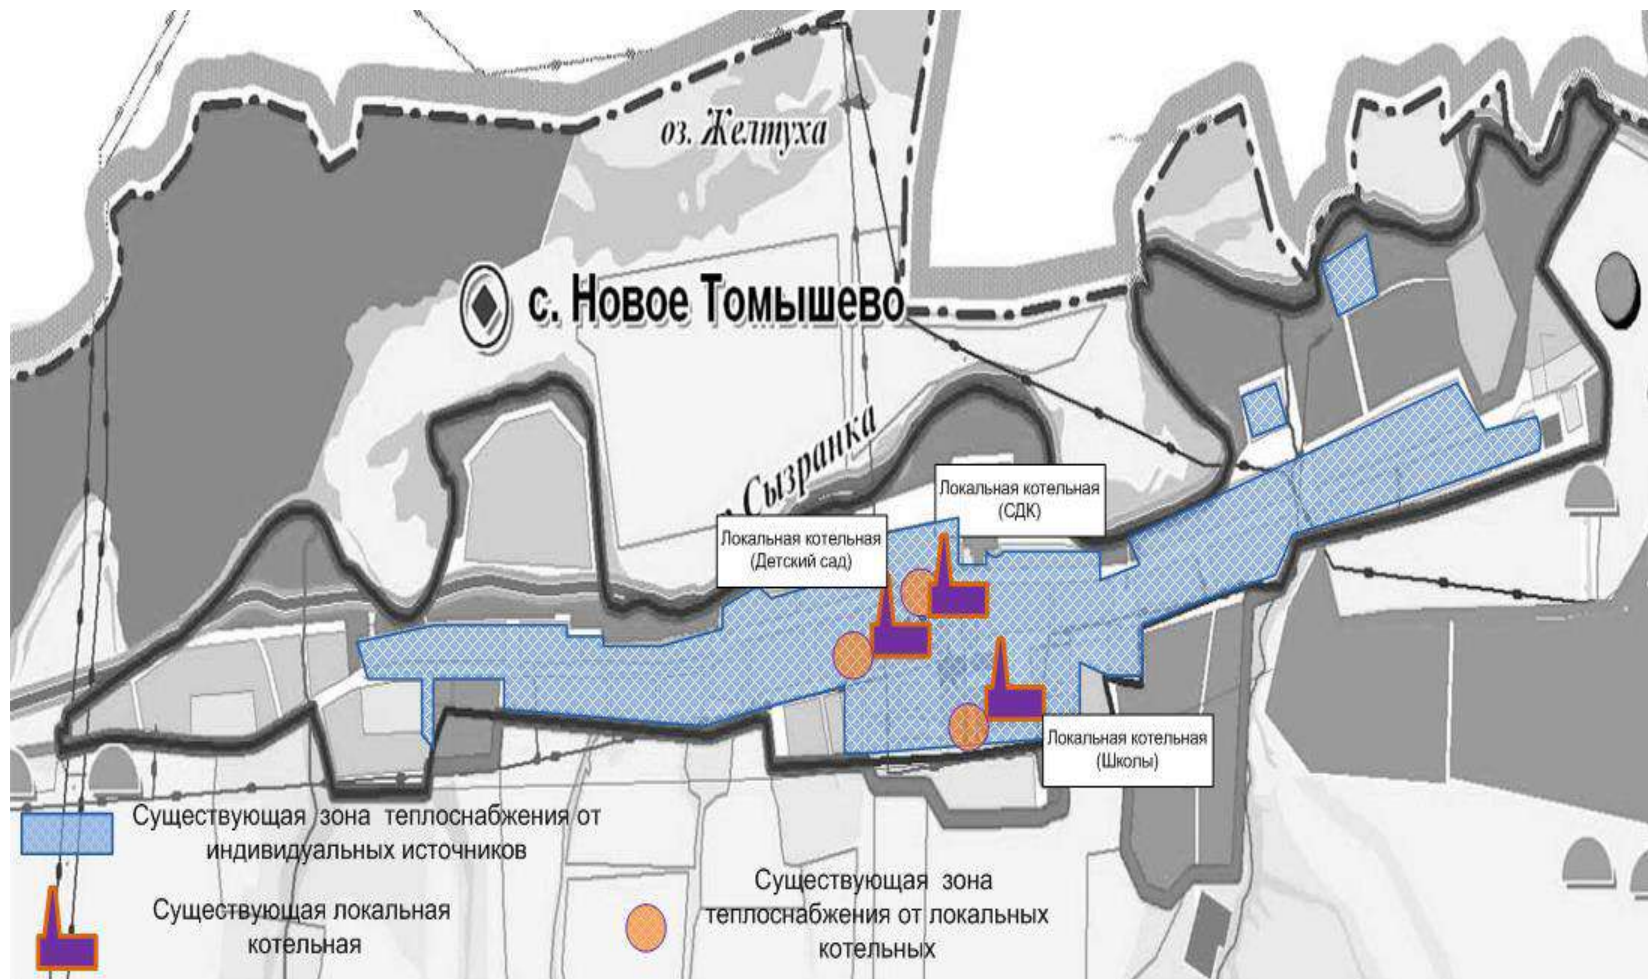 оз. Желтуха
с. Новое Томышево
. Сызранка
Локальная котельная
(СДК)
Локальная котельная
(Детский сад)
Локальная котельная
(Школы)
Существующая зона теплоснабжения от
индивидуальных источников
Существующая локальная
котельная
Существующая зона
теплоснабжения от локальных
котельных